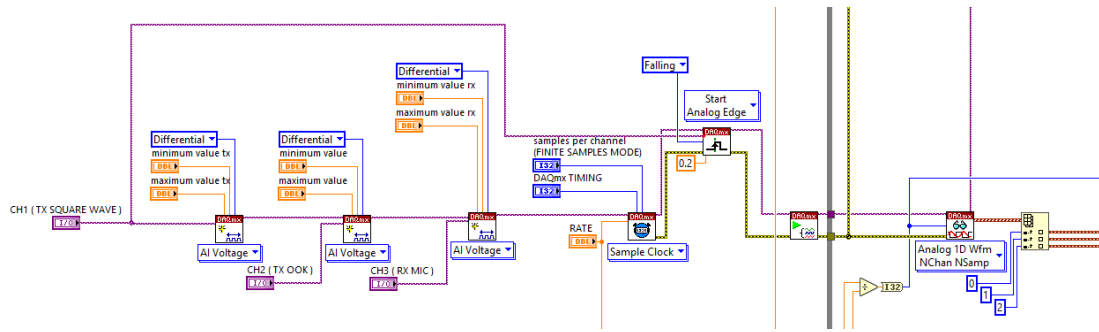 Differential
minimum value rx
DBL
maximum value rx
DBL
Falling
Start
Analog Edge
DAQmx
0.2
samples per channel
(FINITE SAMPLES MODE)
I32
DAQmx TIMING
I32
Differential
minimum value tx
DBL
maximum value tx
DBL
Differential
minimum value
DBL
maximum value
DBL
CH1 ( TX SQUARE WAVE )
I/O
DAQmx
AI Voltage
DAQmx
AI Voltage
DAQmx
AI Voltage
CH2 ( TX OOK )
I/O
CH3 ( RX MIC )
I/O
RATE
DBL
DAQmx
Sample Clock
DAQmx
DAQmx
Analog 1D Wfm
NChan NSamp
I32
0
1
2